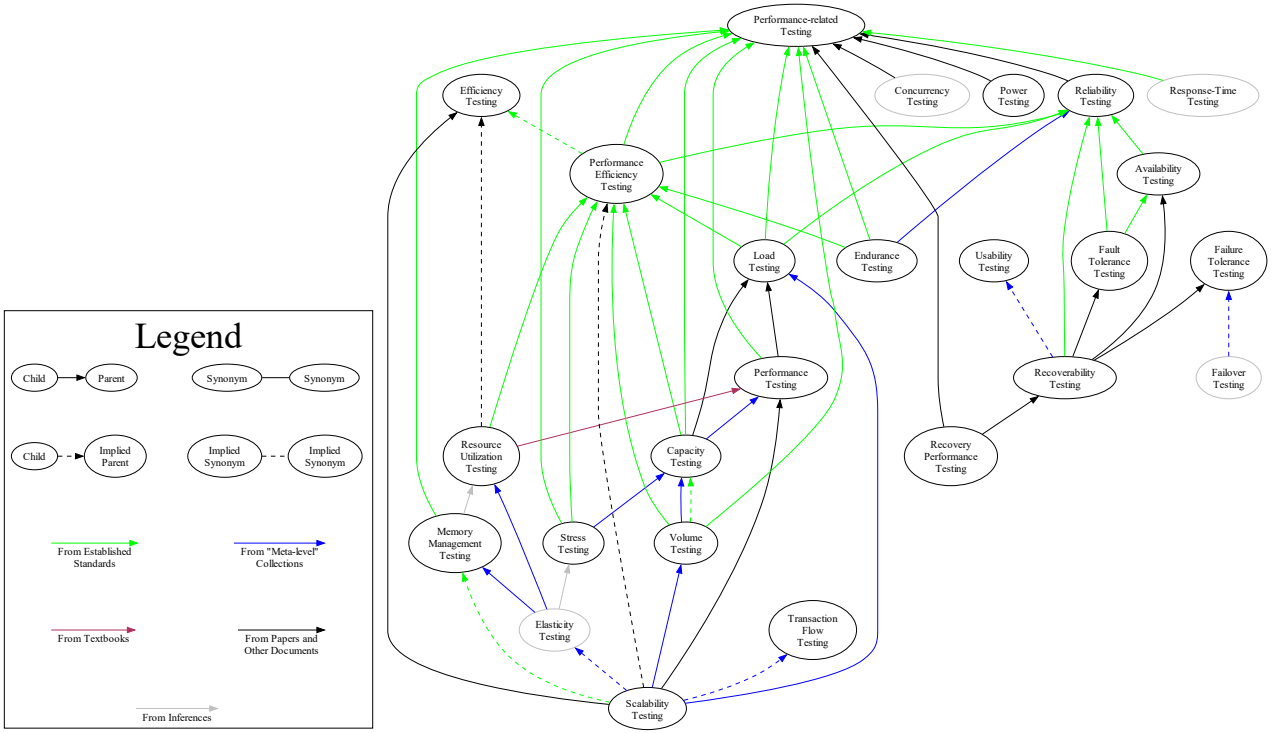 Performance-related
Testing
Efficiency
Testing
Concurrency
Testing
Power
Testing
Reliability
Testing
Response-Time
Testing
Performance
Efficiency
Testing
Availability
Testing
Load
Testing
Endurance
Testing
Usability
Testing
Fault
Tolerance
Testing
Failure
Tolerance
Testing
Performance
Testing
Recoverability
Testing
Failover
Testing
Resource
Utilization
Testing
Capacity
Testing
Recovery
Performance
Testing
Memory
Management
Testing
Stress
Testing
Volume
Testing
Elasticity
Testing
Transaction
Flow
Testing
Scalability
Testing
Legend
Child
Parent
Synonym
Synonym
Child
Implied
Parent
Implied
Synonym
Implied
Synonym
From Established
Standards
From "Meta-level"
Collections
From Textbooks
From Papers and
Other Documents
From Inferences